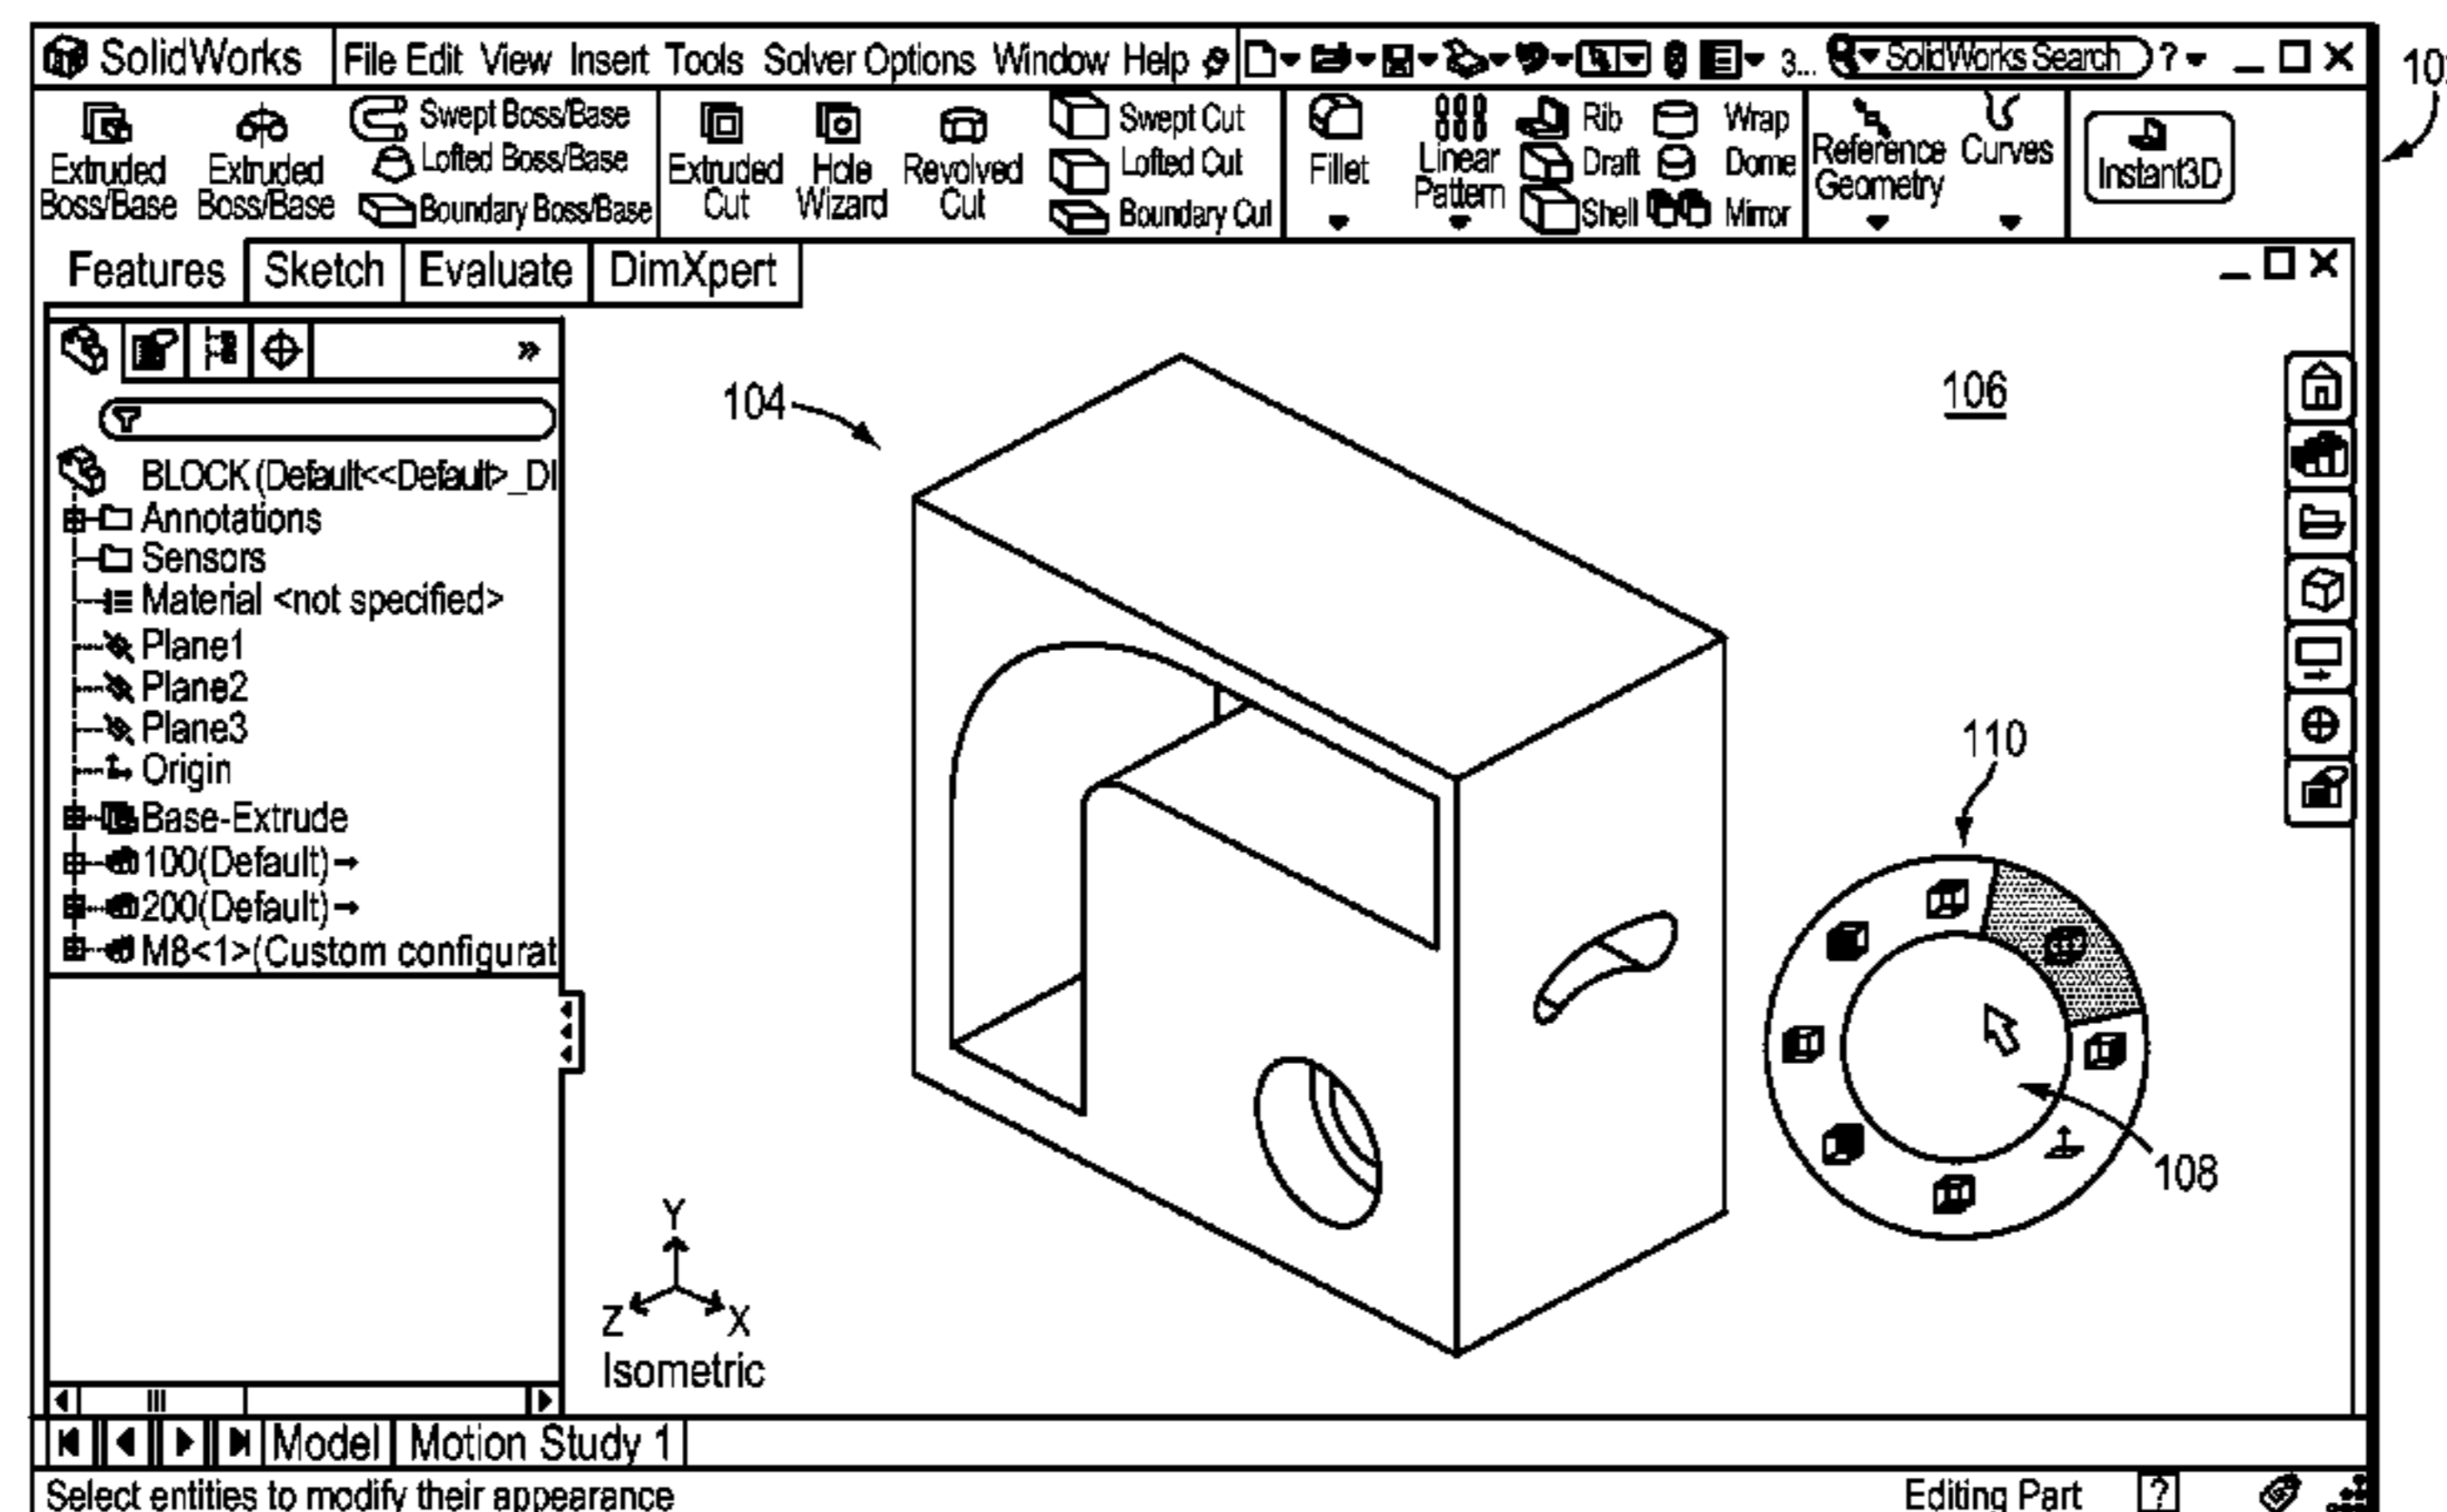 SolidWorks File Edit View Insert Tools Solver Options Window Help 3... SolidWorks Search ?
Extruded Boss/Base
Extruded Boss/Base
Swept Boss/Base
Lofted Boss/Base
Boundary Boss/Base
Extruded Cut
Hole Wizard
Revolved Cut
Swept Cut
Lofted Cut
Boundary Cut
Fillet
Linear Pattern
Rib
Draft
Shell
Wrap
Dome
Mirror
Reference Geometry
Curves
Instant3D
Features Sketch Evaluate DimXpert
BLOCK (Default<<Default>_DI
Annotations
Sensors
Material <not specified>
Plane1
Plane2
Plane3
Origin
Base-Extrude
100(Default)→
200(Default)→
M8<1>(Custom configurat
104
106
110
108
Y
Z X
Isometric
Model Motion Study 1
Select entities to modify their appearance Editing Part ?